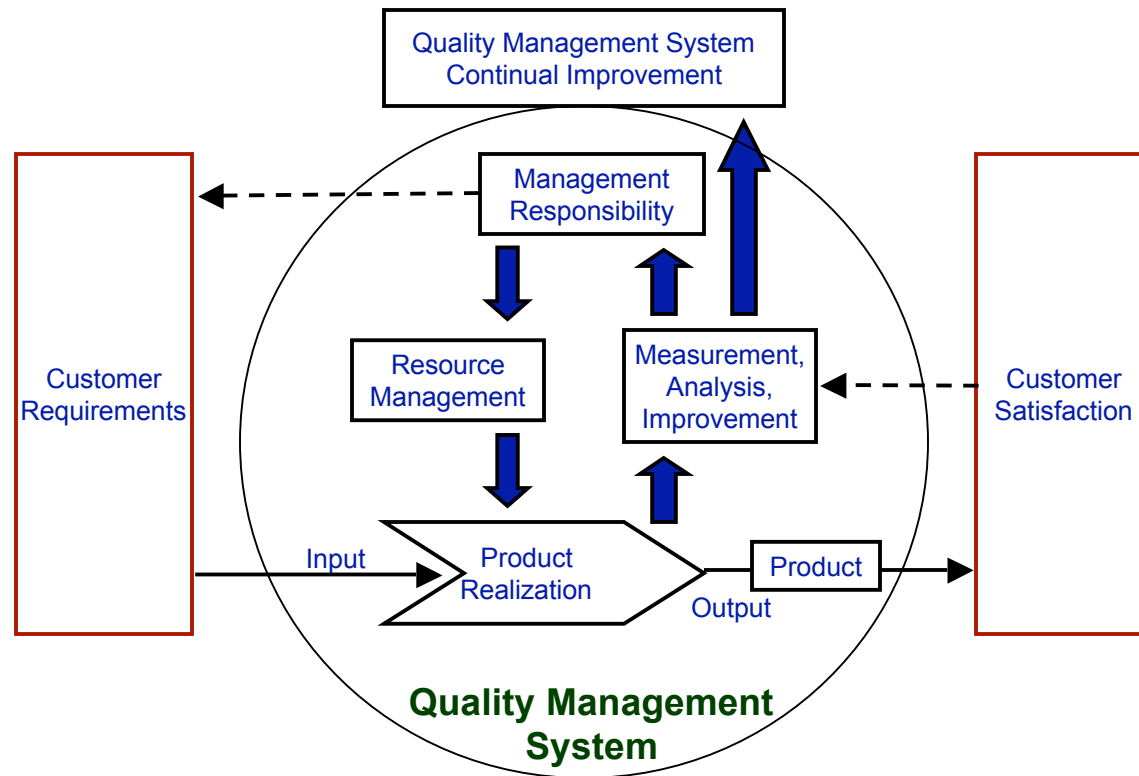 Quality Management System
Continual Improvement
Management
Responsibility
Customer
Requirements
Resource
Management
Measurement,
Analysis,
Improvement
Customer
Satisfaction
Input
Product
Realization
Output
Product
Quality Management
System